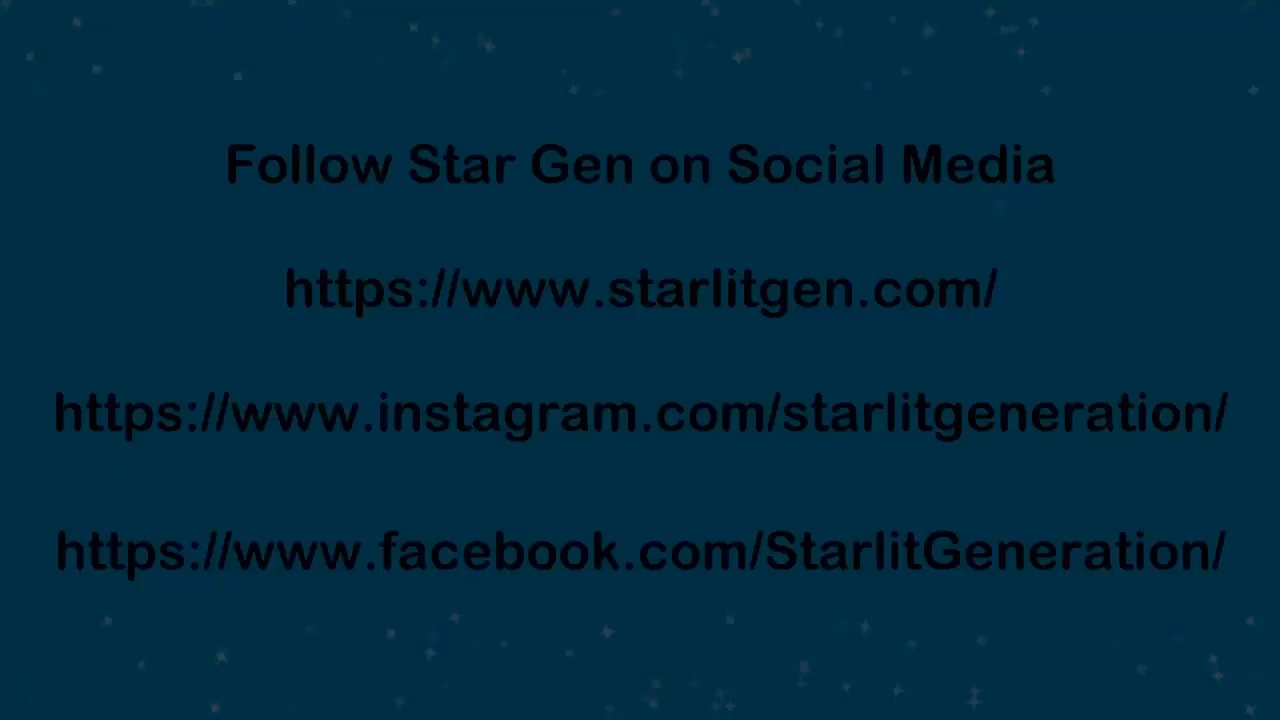 Follow Star Gen on Social Media
https://www.starlitgen.com/
https://www.instagram.com/starlitgeneration/
https://www.facebook.com/StarlitGeneration/